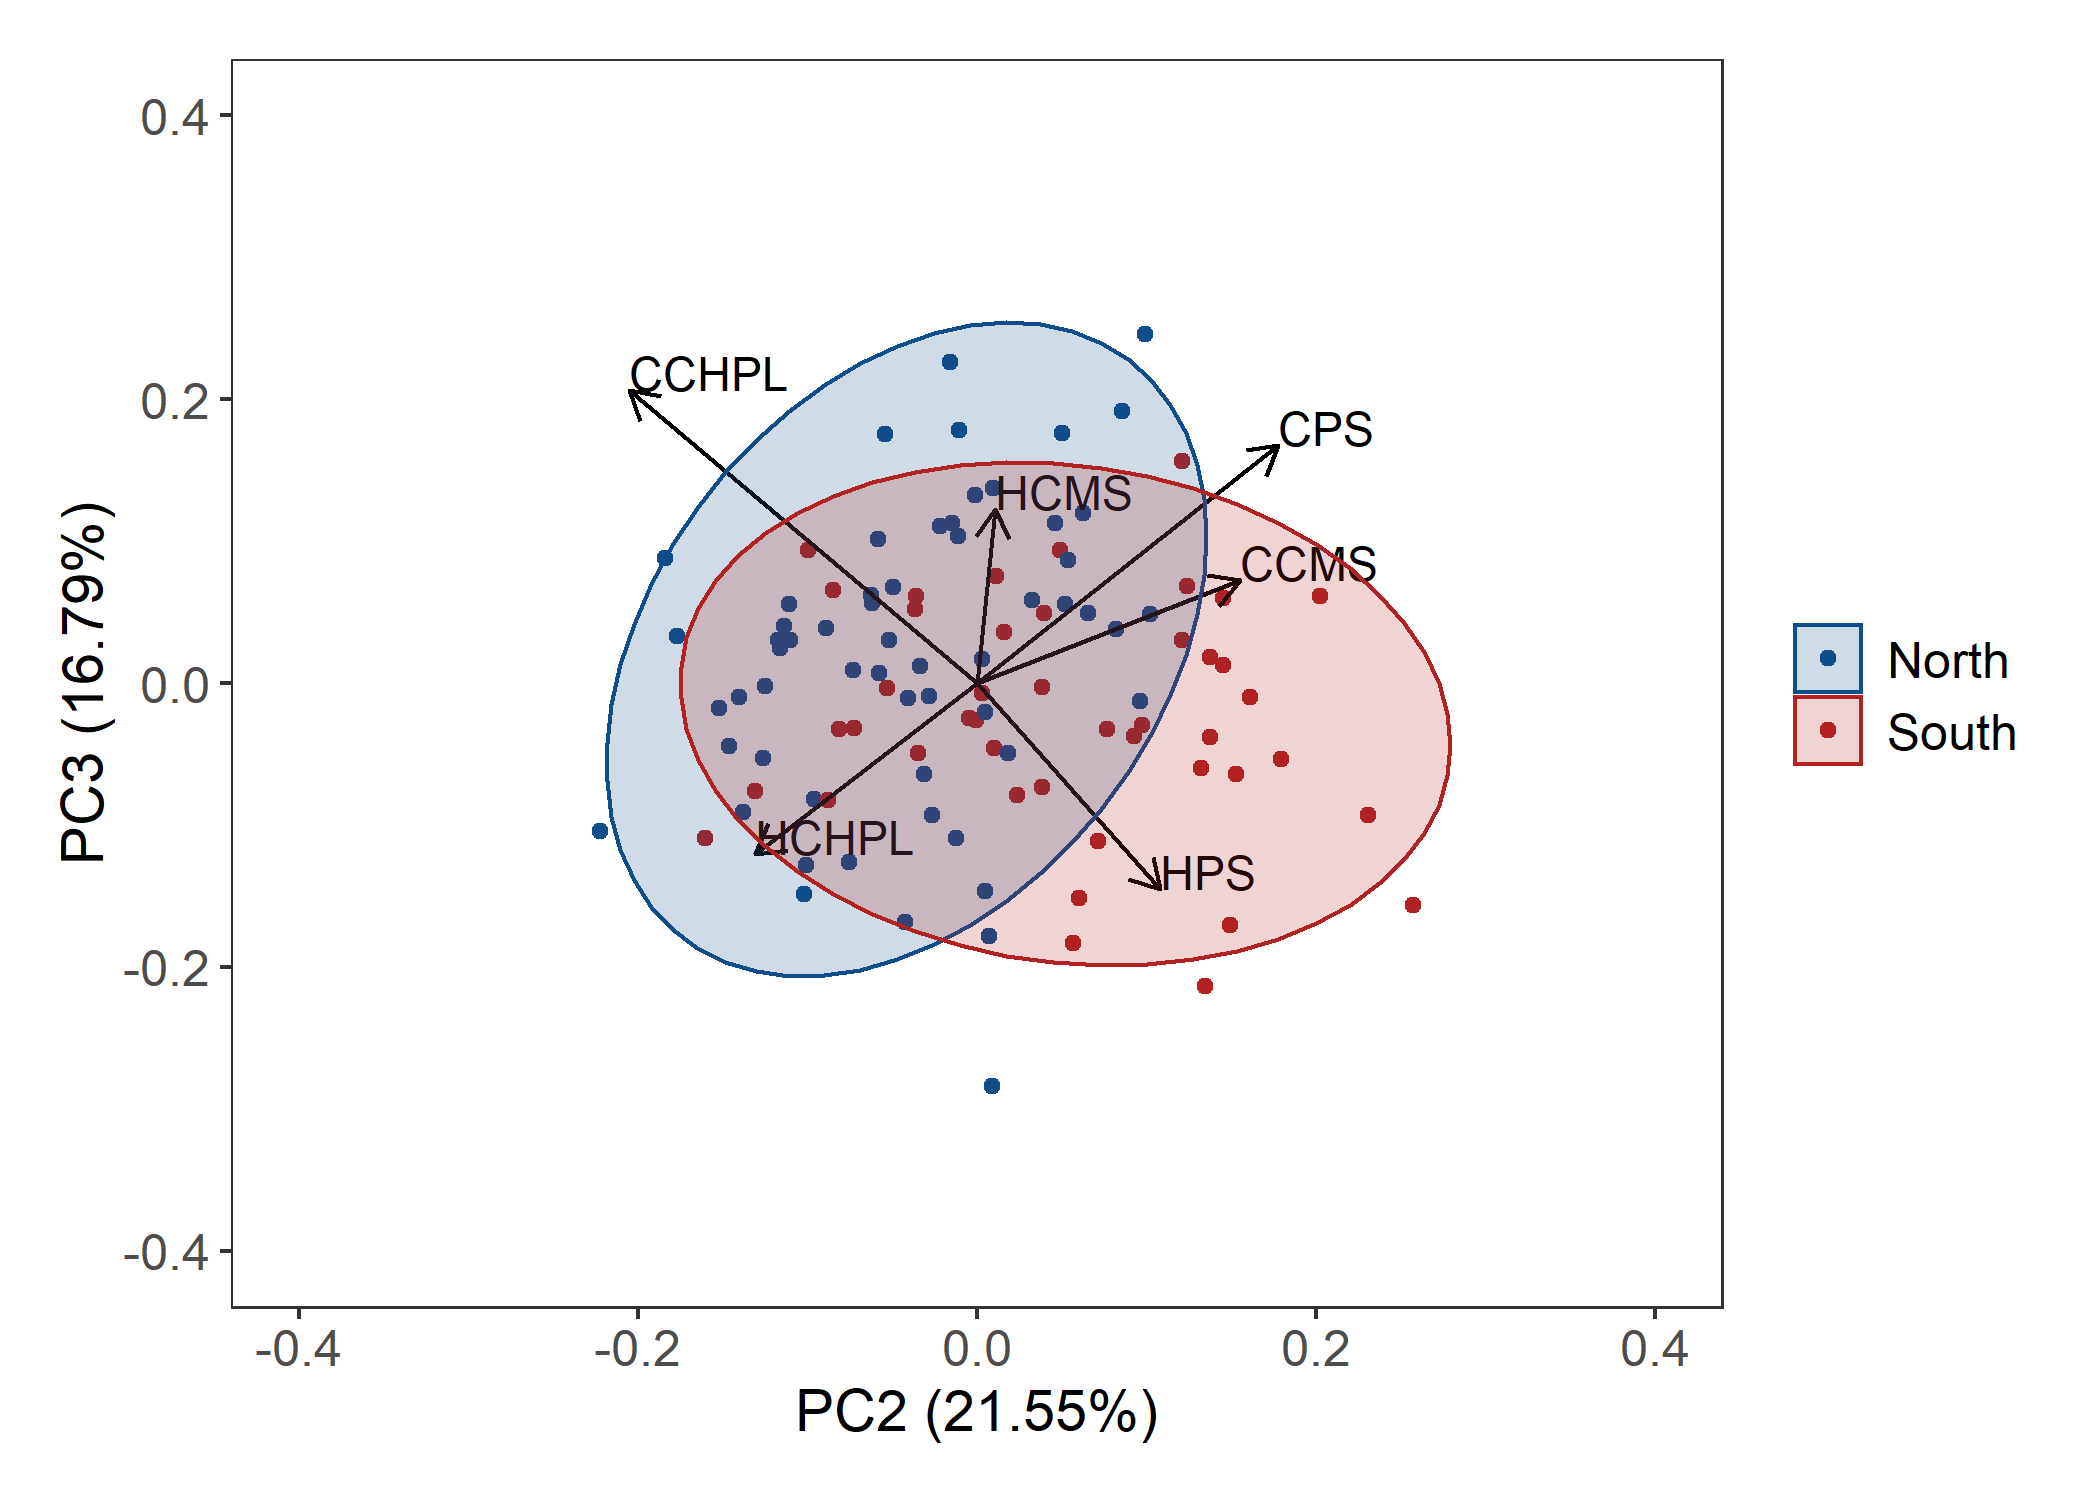 0.4
0.2
0.0
-0.2
-0.4
PC3 (16.79%)
CCHPL
CPS
HCMS
CCMS
HCHPL
HPS
North
South
-0.4 -0.2 0.0 0.2 0.4
PC2 (21.55%)